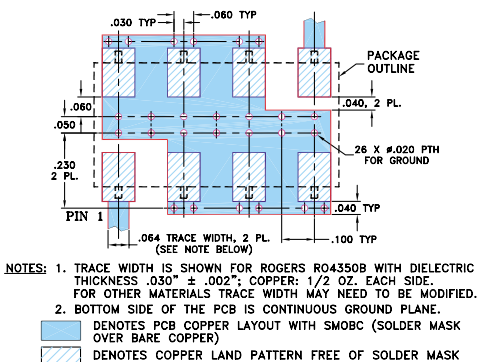 .030 TYP
.060 TYP
PACKAGE
OUTLINE
.060
.040, 2 PL.
.050
26 X ø.020 PTH
FOR GROUND
.230
2 PL.
PIN 1
.040 TYP
.064 TRACE WIDTH, 2 PL.
(SEE NOTE BELOW)
.100 TYP
NOTES: 1. TRACE WIDTH IS SHOWN FOR ROGERS RO4350B WITH DIELECTRIC
THICKNESS .030" ± .002"; COPPER: 1/2 OZ. EACH SIDE.
FOR OTHER MATERIALS TRACE WIDTH MAY NEED TO BE MODIFIED.
2. BOTTOM SIDE OF THE PCB IS CONTINUOUS GROUND PLANE.
DENOTES PCB COPPER LAYOUT WITH SMOBC (SOLDER MASK
OVER BARE COPPER)
DENOTES COPPER LAND PATTERN FREE OF SOLDER MASK